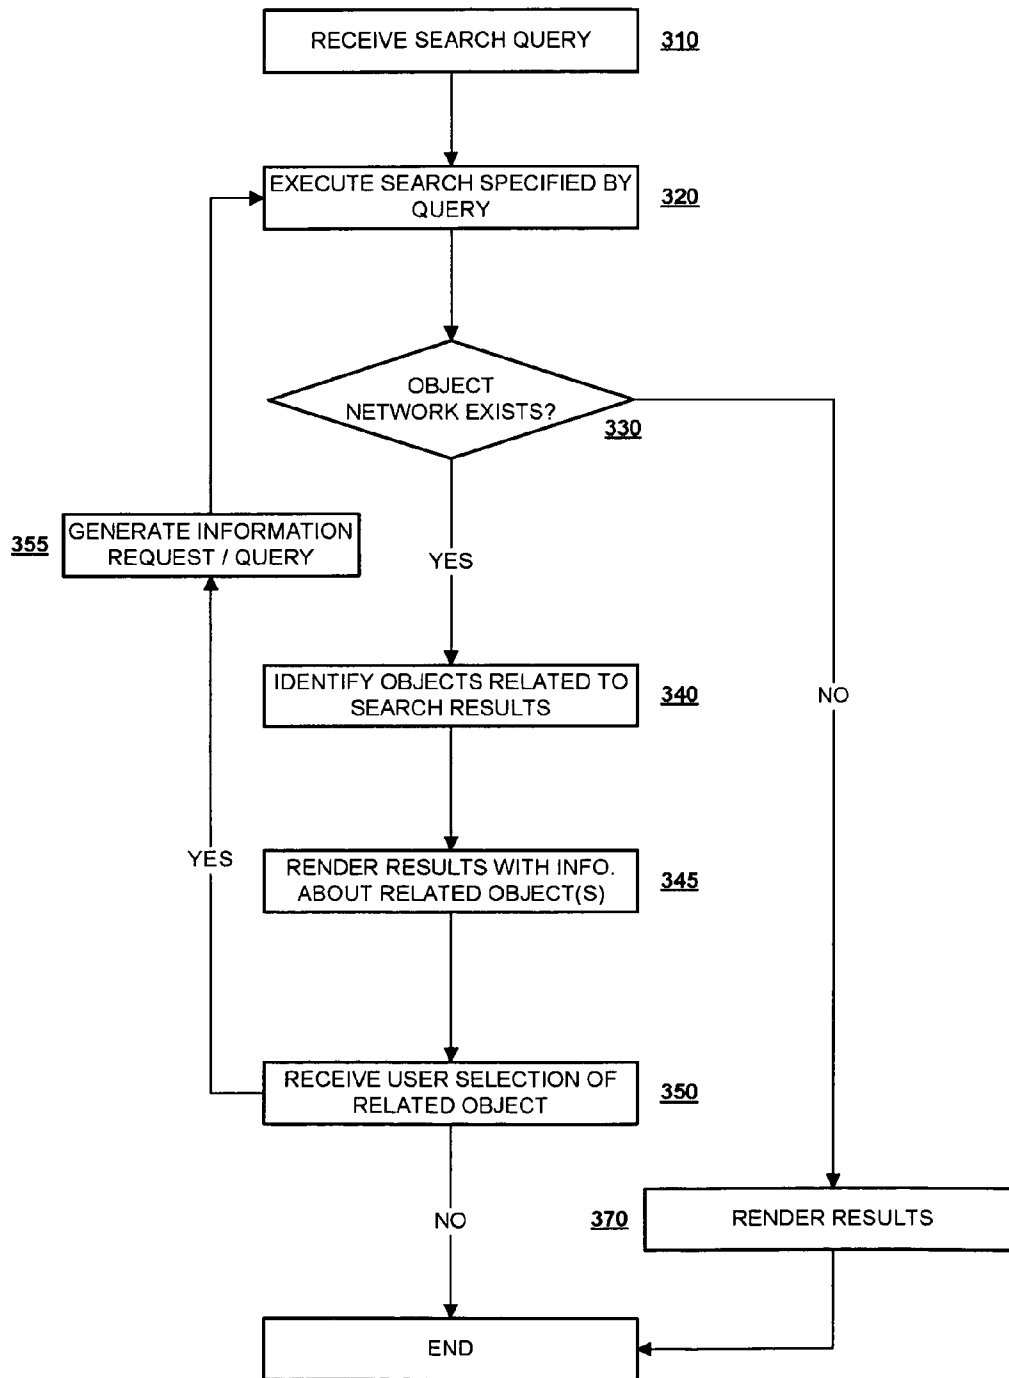 RECEIVE SEARCH QUERY
310
EXECUTE SEARCH SPECIFIED BY
QUERY
320
OBJECT
NETWORK EXISTS?
330
355
GENERATE INFORMATION
REQUEST / QUERY
YES
IDENTIFY OBJECTS RELATED TO
SEARCH RESULTS
340
NO
YES
RENDER RESULTS WITH INFO.
ABOUT RELATED OBJECT(S)
345
RECEIVE USER SELECTION OF
RELATED OBJECT
350
NO
370
RENDER RESULTS
END